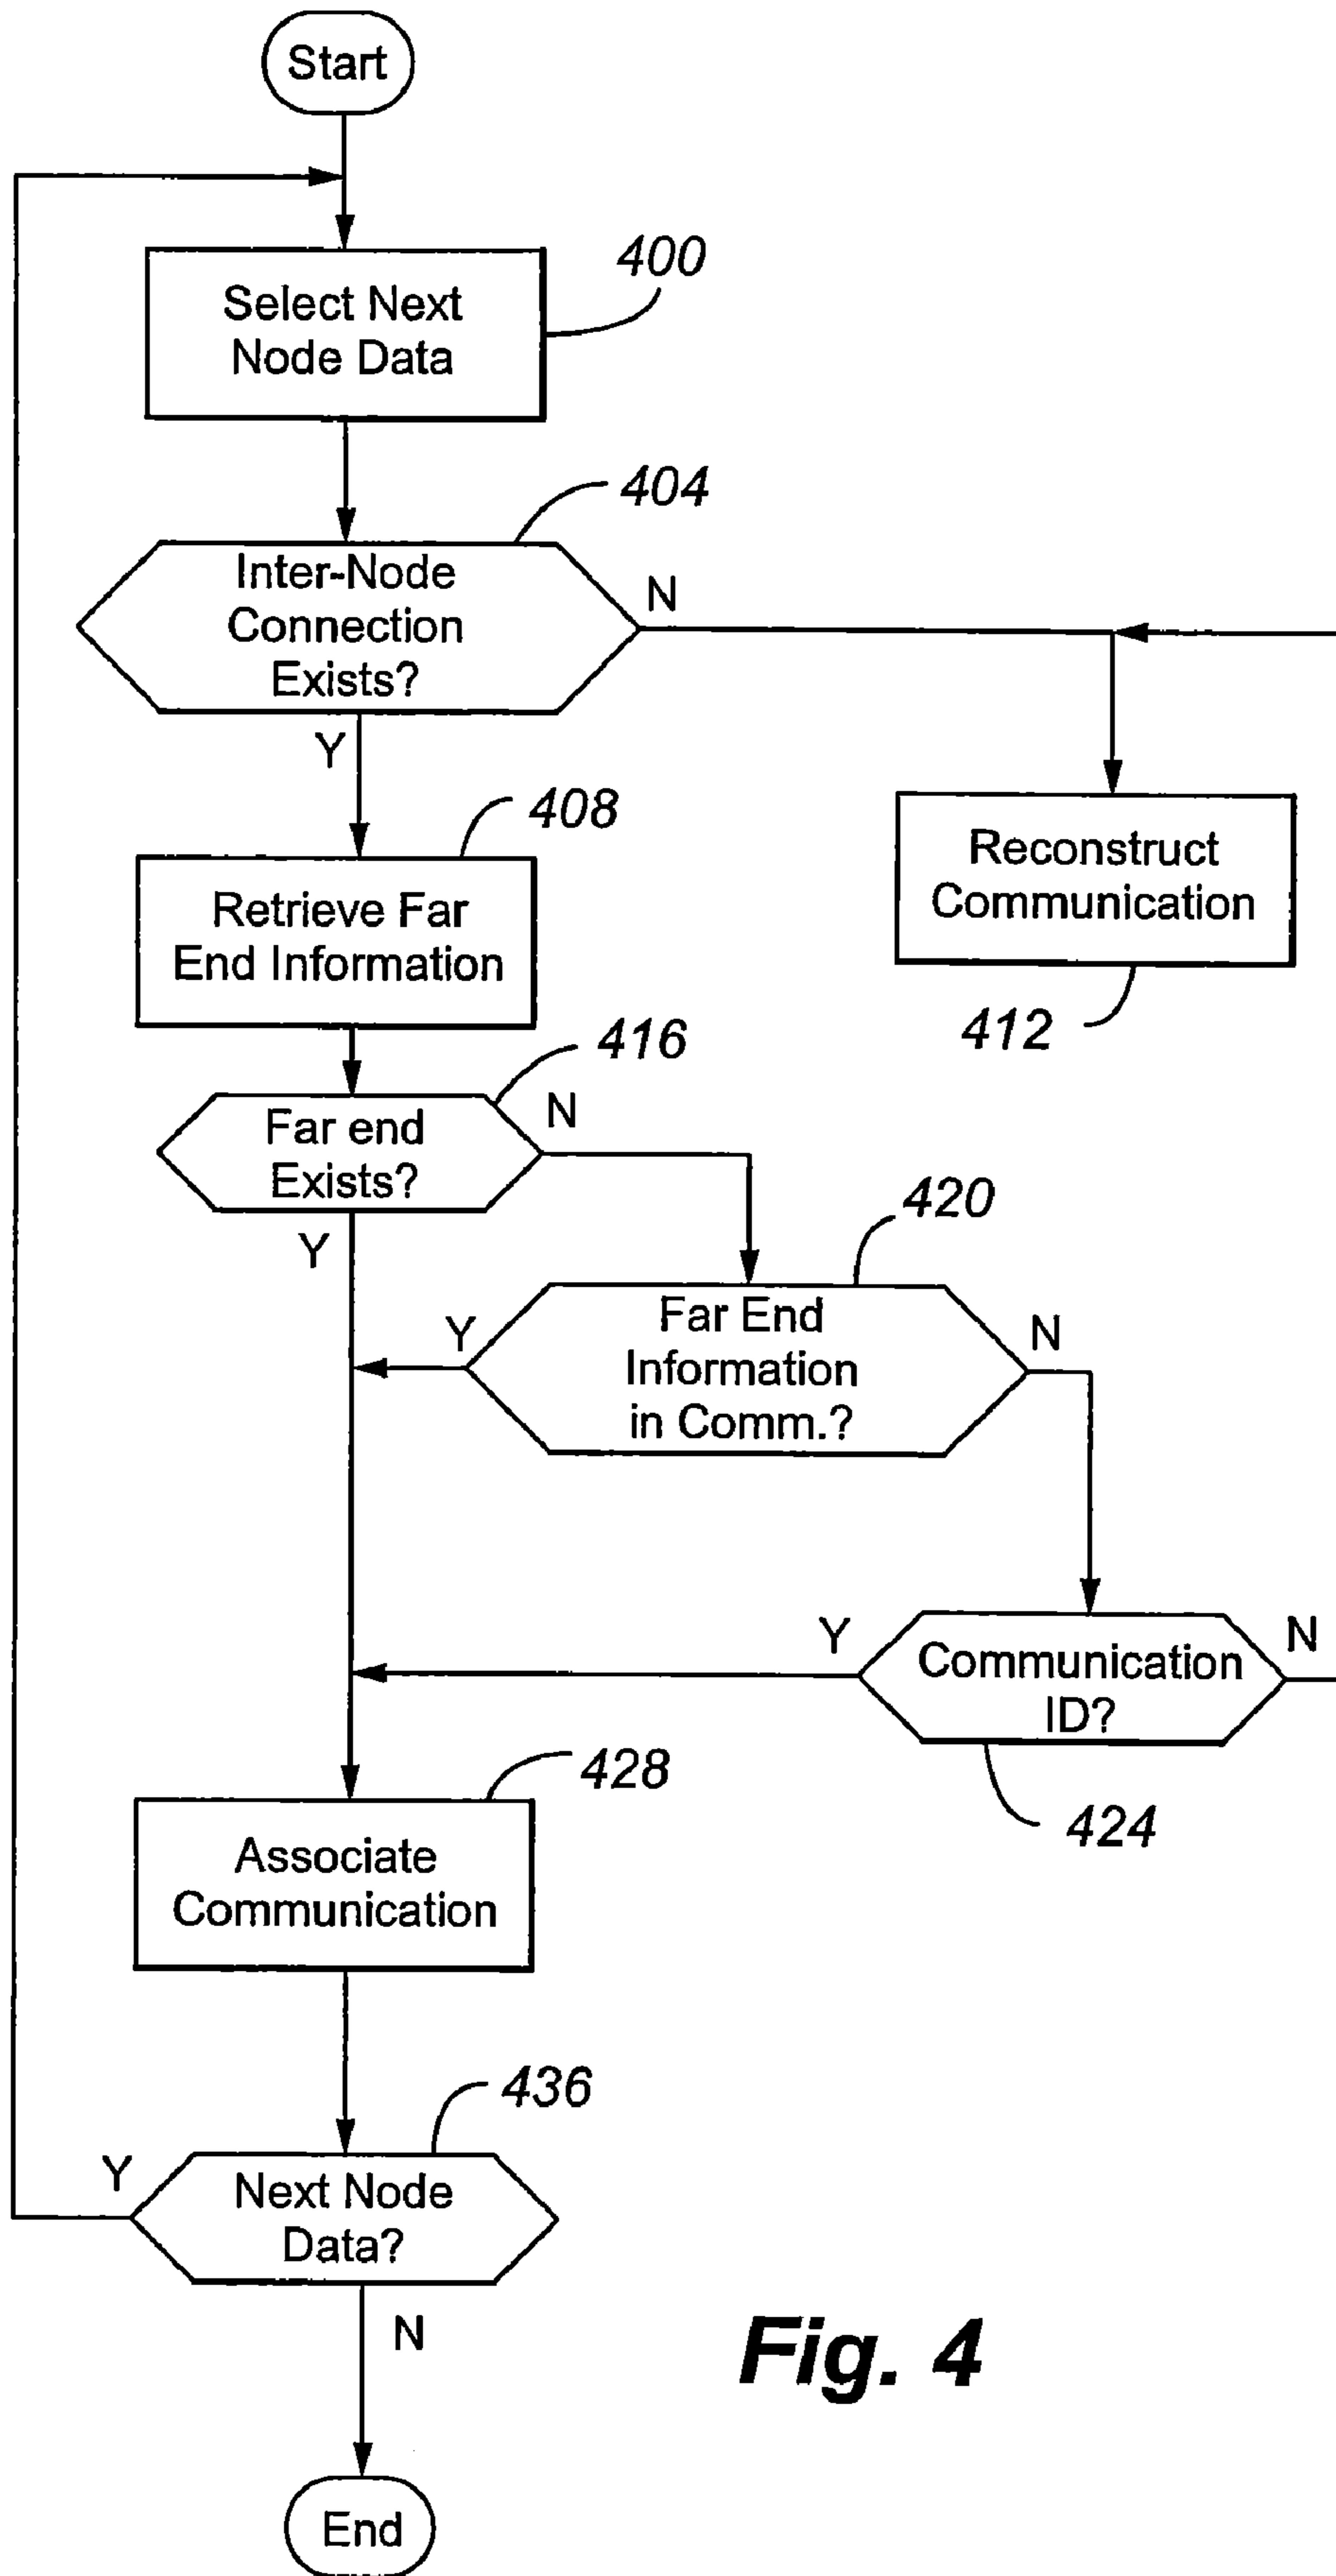 Start
400
Select Next
Node Data
404
Inter-Node
Connection
Exists?
N
Y
408
Retrieve Far
End Information
Reconstruct
Communication
412
416
Far end
Exists?
N
Y
420
Far End
Information
in Comm.?
Y
N
Communication
ID?
Y
N
424
428
Associate
Communication
436
Next Node
Data?
Y
N
Fig. 4
End